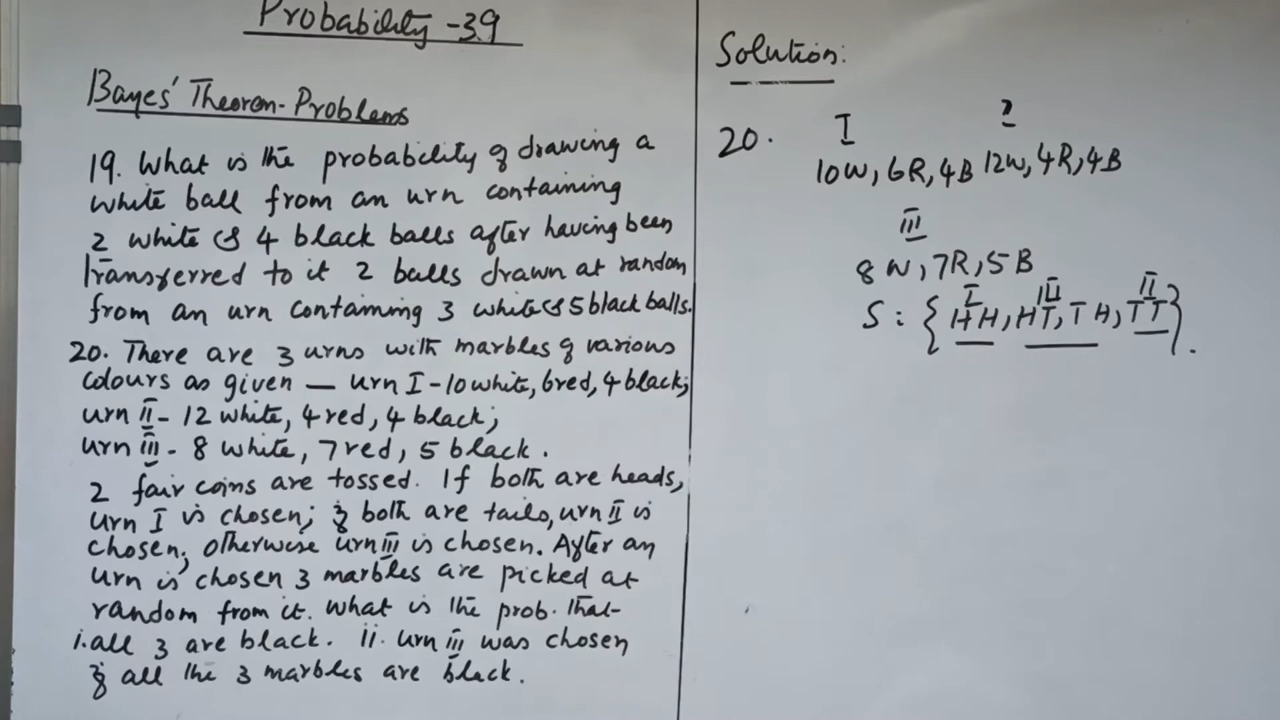 Probability - 39
Bayes' Theorem - Problems
19. What is the probability of drawing a
white ball from an urn containing
2 white & 4 black balls after having been
transferred to it 2 balls drawn at random
from an urn containing 3 white & 5 black balls.
20. There are 3 urns with marbles of various
colours as given — urn I - 10 white, 6 red, 4 black;
urn II - 12 white, 4 red, 4 black;
urn III - 8 white, 7 red, 5 black.
2 fair coins are tossed. If both are heads,
urn I is chosen; if both are tails, urn II is
chosen; otherwise urn III is chosen. After an
urn is chosen 3 marbles are picked at
random from it. What is the prob. that
i. all 3 are black. ii. urn III was chosen
if all the 3 marbles are black.
Solution:
20. I 2
10W, 6R, 4B 12W, 4R, 4B
III
8W, 7R, 5B
I III II
S: { HH, HT, TH, TT }.